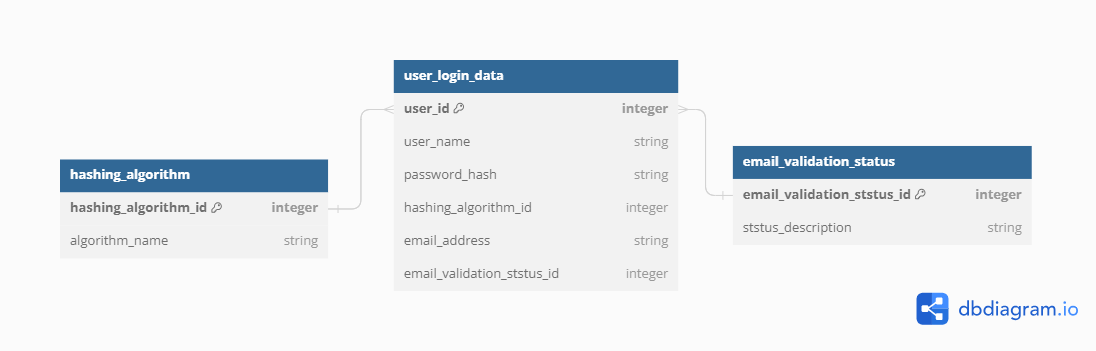 user_login_data
user_id integer
user_name string
password_hash string
hashing_algorithm_id integer
email_address string
email_validation_ststus_id integer
hashing_algorithm
hashing_algorithm_id integer
algorithm_name string
email_validation_status
email_validation_ststus_id integer
ststus_description string
dbdiagram.io